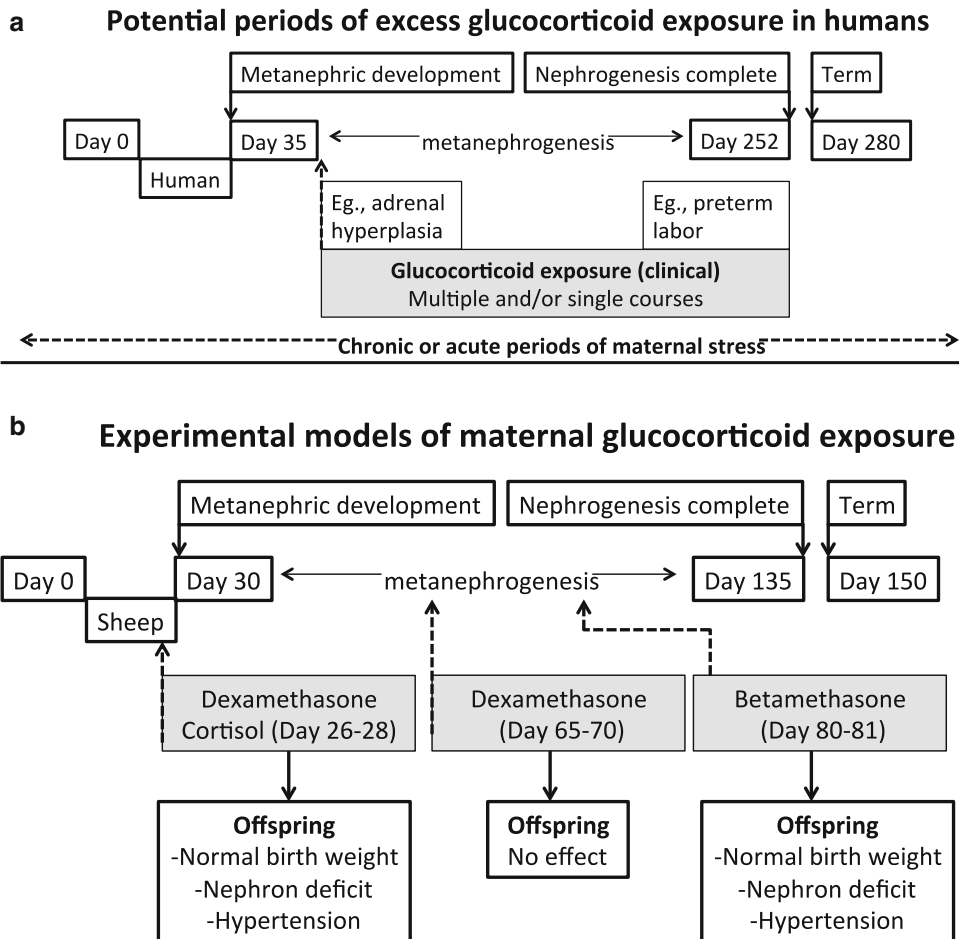 a
Potential periods of excess glucocorticoid exposure in humans
Metanephric development
Nephrogenesis complete
Term
Day 0
Day 35
metanephrogenesis
Day 252
Day 280
Human
Eg., adrenal
hyperplasia
Eg., preterm
labor
Glucocorticoid exposure (clinical)
Multiple and/or single courses
Chronic or acute periods of maternal stress
b
Experimental models of maternal glucocorticoid exposure
Metanephric development
Nephrogenesis complete
Term
Day 0
Day 30
metanephrogenesis
Day 135
Day 150
Sheep
Dexamethasone
Cortisol (Day 26-28)
Dexamethasone
(Day 65-70)
Betamethasone
(Day 80-81)
Offspring
-Normal birth weight
-Nephron deficit
-Hypertension
Offspring
No effect
Offspring
-Normal birth weight
-Nephron deficit
-Hypertension